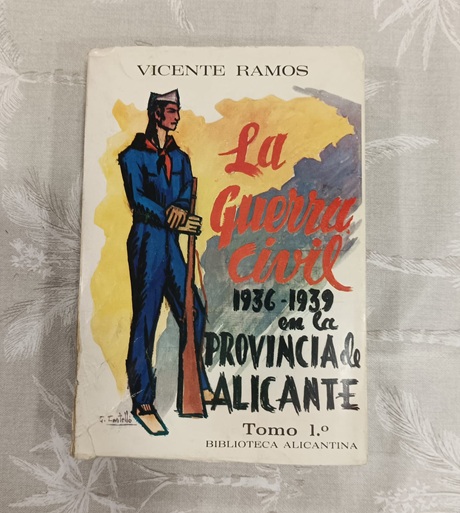 VICENTE RAMOS
La
Guerra
Civil
1936-1939
en la
PROVINCIA de
ALICANTE
Tomo 1.º
BIBLIOTECA ALICANTINA